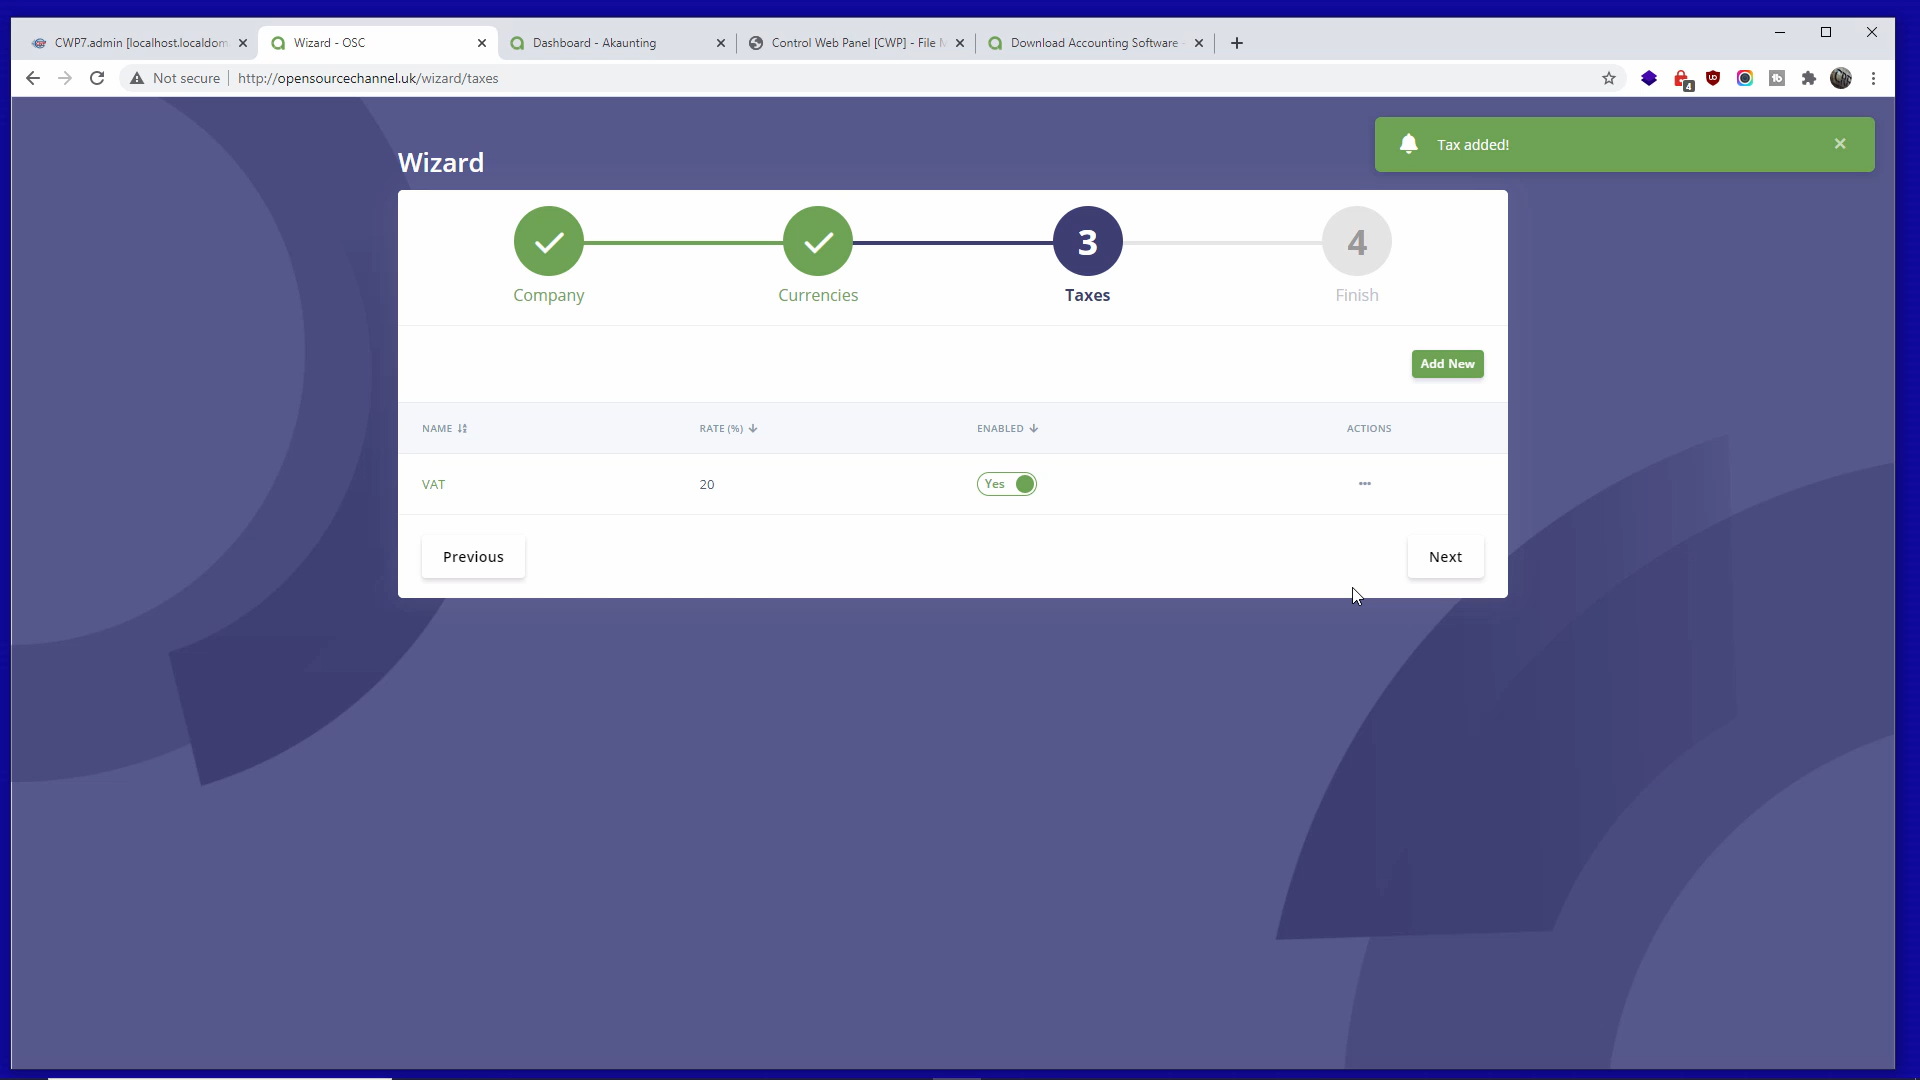 CWP7.admin [localhost.localdom
Wizard - OSC
Dashboard - Akaunting
Control Web Panel [CWP] - File M
Download Accounting Software -
Not secure
http://opensourcechannel.uk/wizard/taxes
4
Tax added!
Wizard
3
4
Company
Currencies
Taxes
Finish
Add New
NAME
RATE (%)
ENABLED
ACTIONS
VAT
20
Yes
Previous
Next